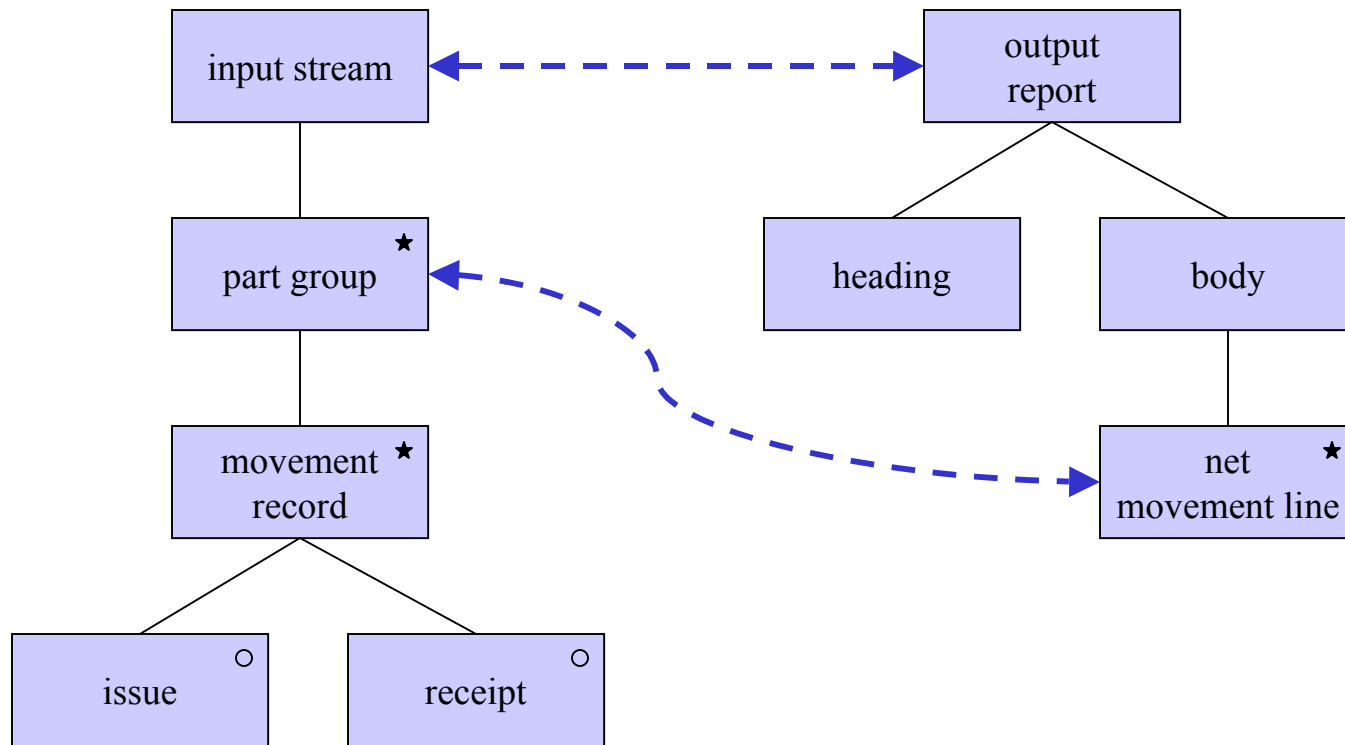 input stream
output
report
part group
heading
body
movement
record
net
movement line
issue
receipt